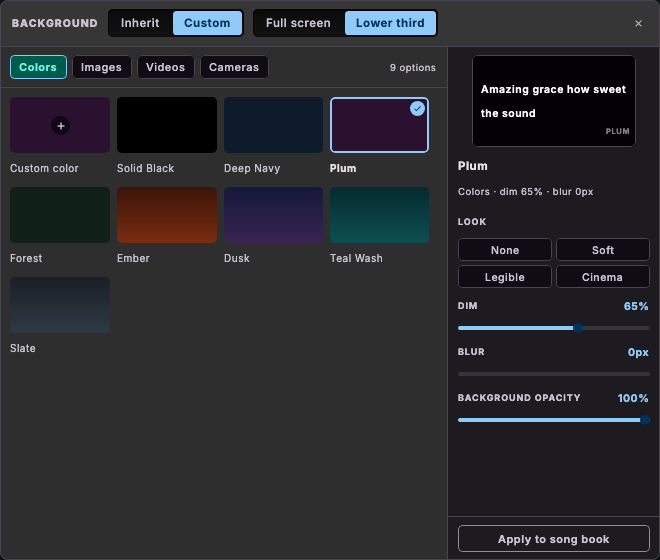 BACKGROUND Inherit Custom Full screen Lower third ×
Colors Images Videos Cameras 9 options
Custom color Solid Black Deep Navy Plum
Forest Ember Dusk Teal Wash
Slate
Amazing grace how sweet
the sound
PLUM
Plum
Colors · dim 65% · blur 0px
LOOK
None Soft
Legible Cinema
DIM 65%
BLUR 0px
BACKGROUND OPACITY 100%
Apply to song book